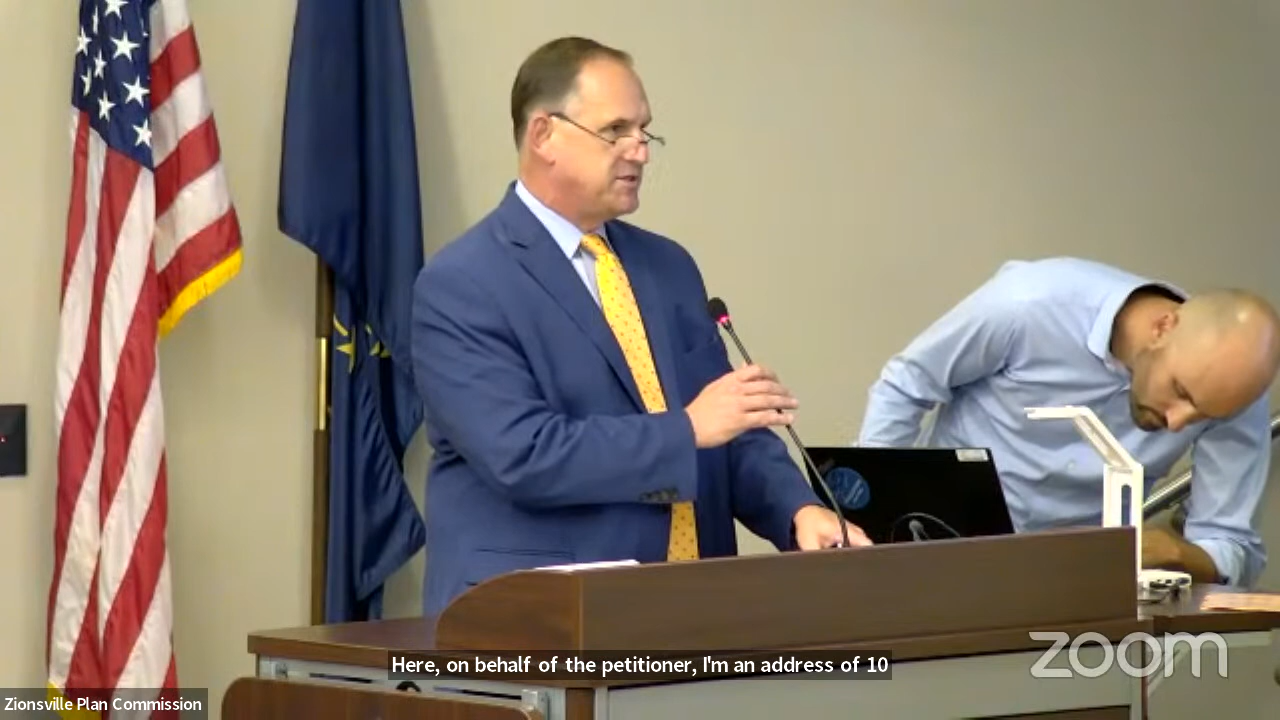 Here, on behalf of the petitioner, I'm an address of 10
zoom
Zionsville Plan Commission